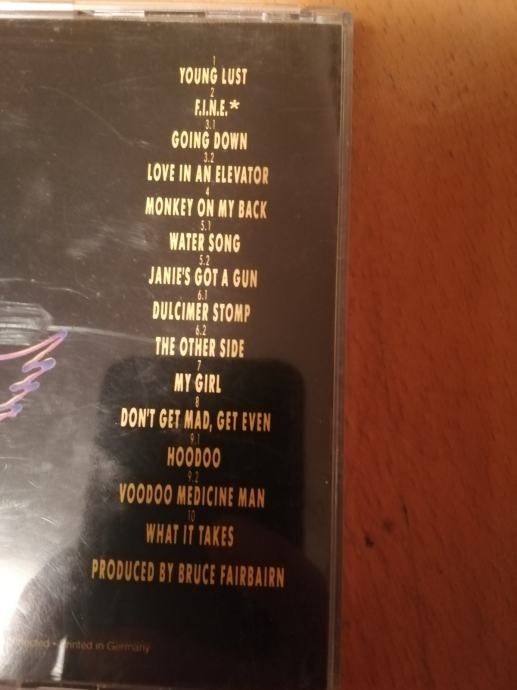 1
YOUNG LUST
2
F.I.N.E.*
3.1
GOING DOWN
3.2
LOVE IN AN ELEVATOR
4
MONKEY ON MY BACK
5.1
WATER SONG
5.2
JANIE'S GOT A GUN
6.1
DULCIMER STOMP
6.2
THE OTHER SIDE
7
MY GIRL
8
DON'T GET MAD, GET EVEN
9.1
HOODOO
9.2
VOODOO MEDICINE MAN
10
WHAT IT TAKES
PRODUCED BY BRUCE FAIRBAIRN
• Printed in Germany